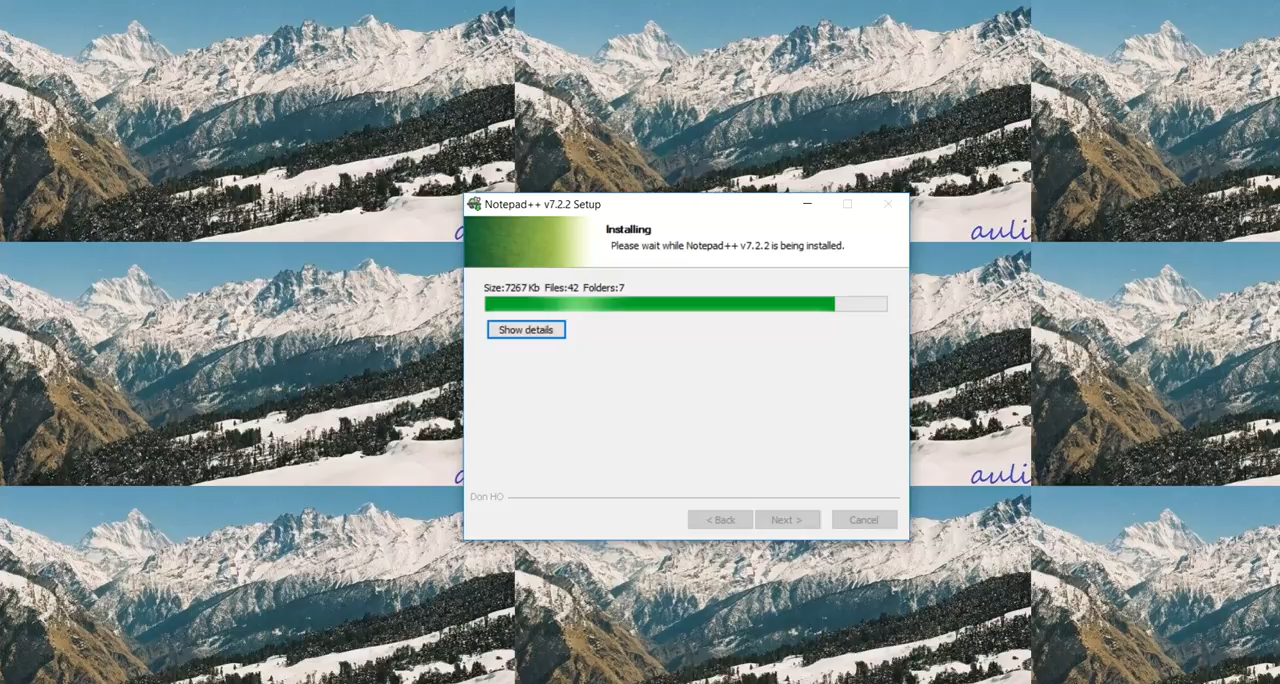 Notepad++ v7.2.2 Setup
Installing
Please wait while Notepad++ v7.2.2 is being installed.
auli
Size:7267 Kb Files:42 Folders:7
Show details
auli
Don HO
< Back
Next >
Cancel